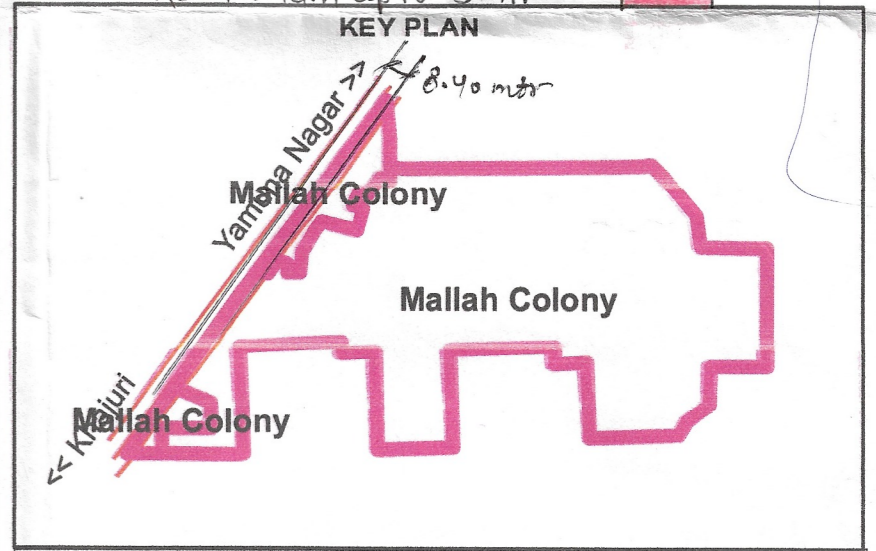 KEY PLAN
8.40 mtr
Yamuna Nagar >>
Mallah Colony
Mallah Colony
Mallah Colony
<< Khajuri